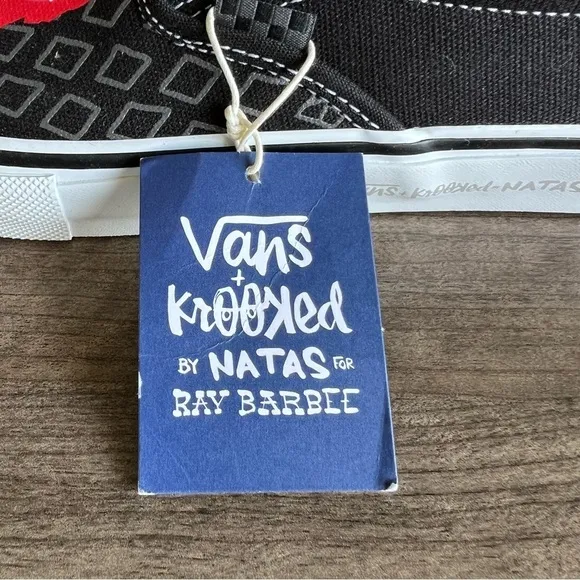 Vans
+
KrOOKed
BY NATAS FOR
RAY BARBEE
Vans + KrOOKed - NATAS